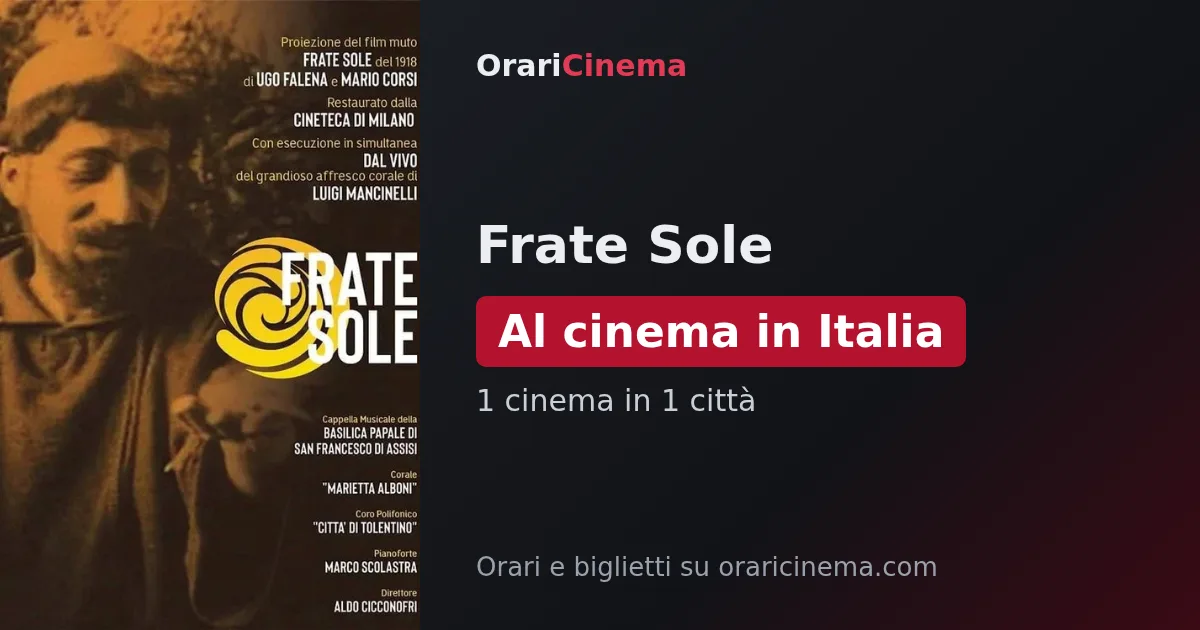 Proiezione del film muto
FRATE SOLE del 1918
di UGO FALENA e MARIO CORSI
Restaurato dalla
CINETECA DI MILANO
Con esecuzione in simultanea
DAL VIVO
del grandioso affresco corale di
LUIGI MANCINELLI
FRATE
SOLE
Cappella Musicale della
BASILICA PAPALE DI
SAN FRANCESCO DI ASSISI
Corale
"MARIETTA ALBONI"
Coro Polifonico
"CITTA' DI TOLENTINO"
Pianoforte
MARCO SCOLASTRA
Direttore
ALDO CICCONOFRI
OrariCinema
Frate Sole
Al cinema in Italia
1 cinema in 1 città
Orari e biglietti su oraricinema.com